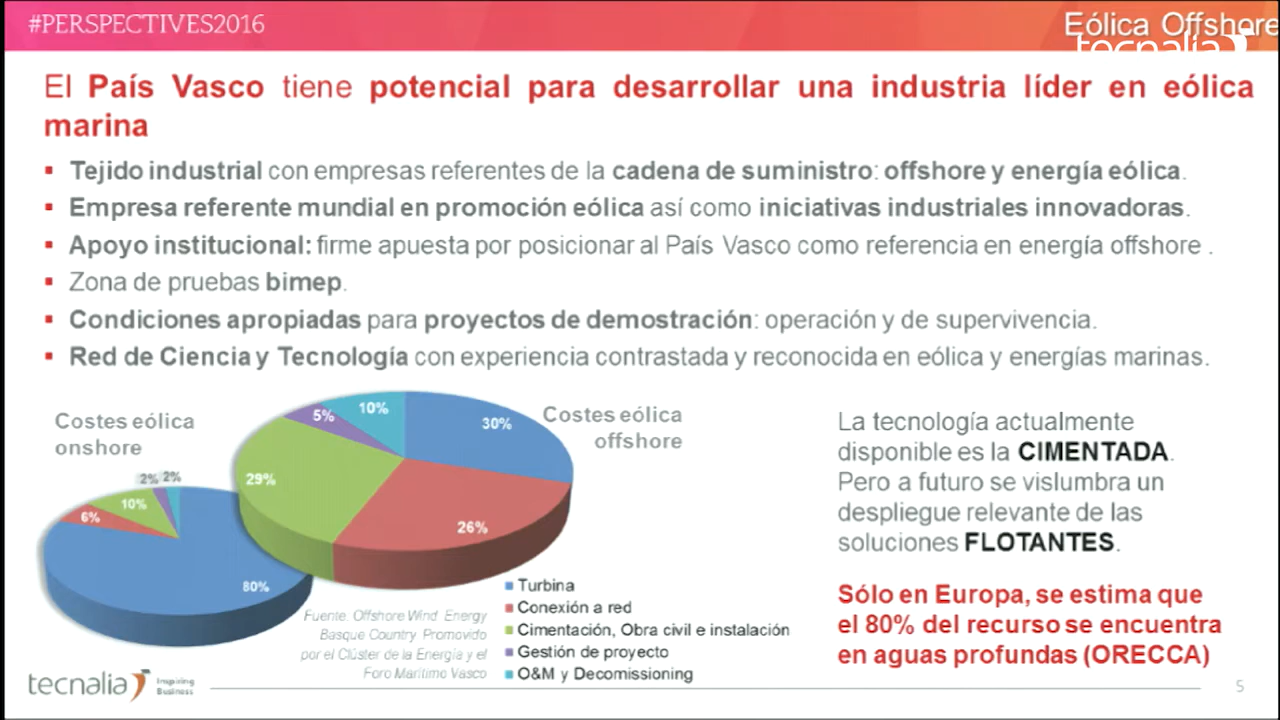 #PERSPECTIVES2016
Eólica Offshore
tecnalia
El País Vasco tiene potencial para desarrollar una industria líder en eólica
marina
Tejido industrial con empresas referentes de la cadena de suministro: offshore y energía eólica.
Empresa referente mundial en promoción eólica así como iniciativas industriales innovadoras.
Apoyo institucional: firme apuesta por posicionar al País Vasco como referencia en energía offshore .
Zona de pruebas bimep.
Condiciones apropiadas para proyectos de demostración: operación y de supervivencia.
Red de Ciencia y Tecnología con experiencia contrastada y reconocida en eólica y energías marinas.
Costes eólica
onshore
2% 2%
10%
6%
80%
Costes eólica
offshore
5%
10%
30%
29%
26%
Turbina
Conexión a red
Cimentación, Obra civil e instalación
Gestión de proyecto
O&M y Decomissioning
Fuente: Offshore Wind Energy
Basque Country. Promovido
por el Clúster de la Energía y el
Foro Marítimo Vasco
La tecnología actualmente
disponible es la CIMENTADA.
Pero a futuro se vislumbra un
despliegue relevante de las
soluciones FLOTANTES.
Sólo en Europa, se estima que
el 80% del recurso se encuentra
en aguas profundas (ORECCA)
tecnalia
Inspiring
Business
5